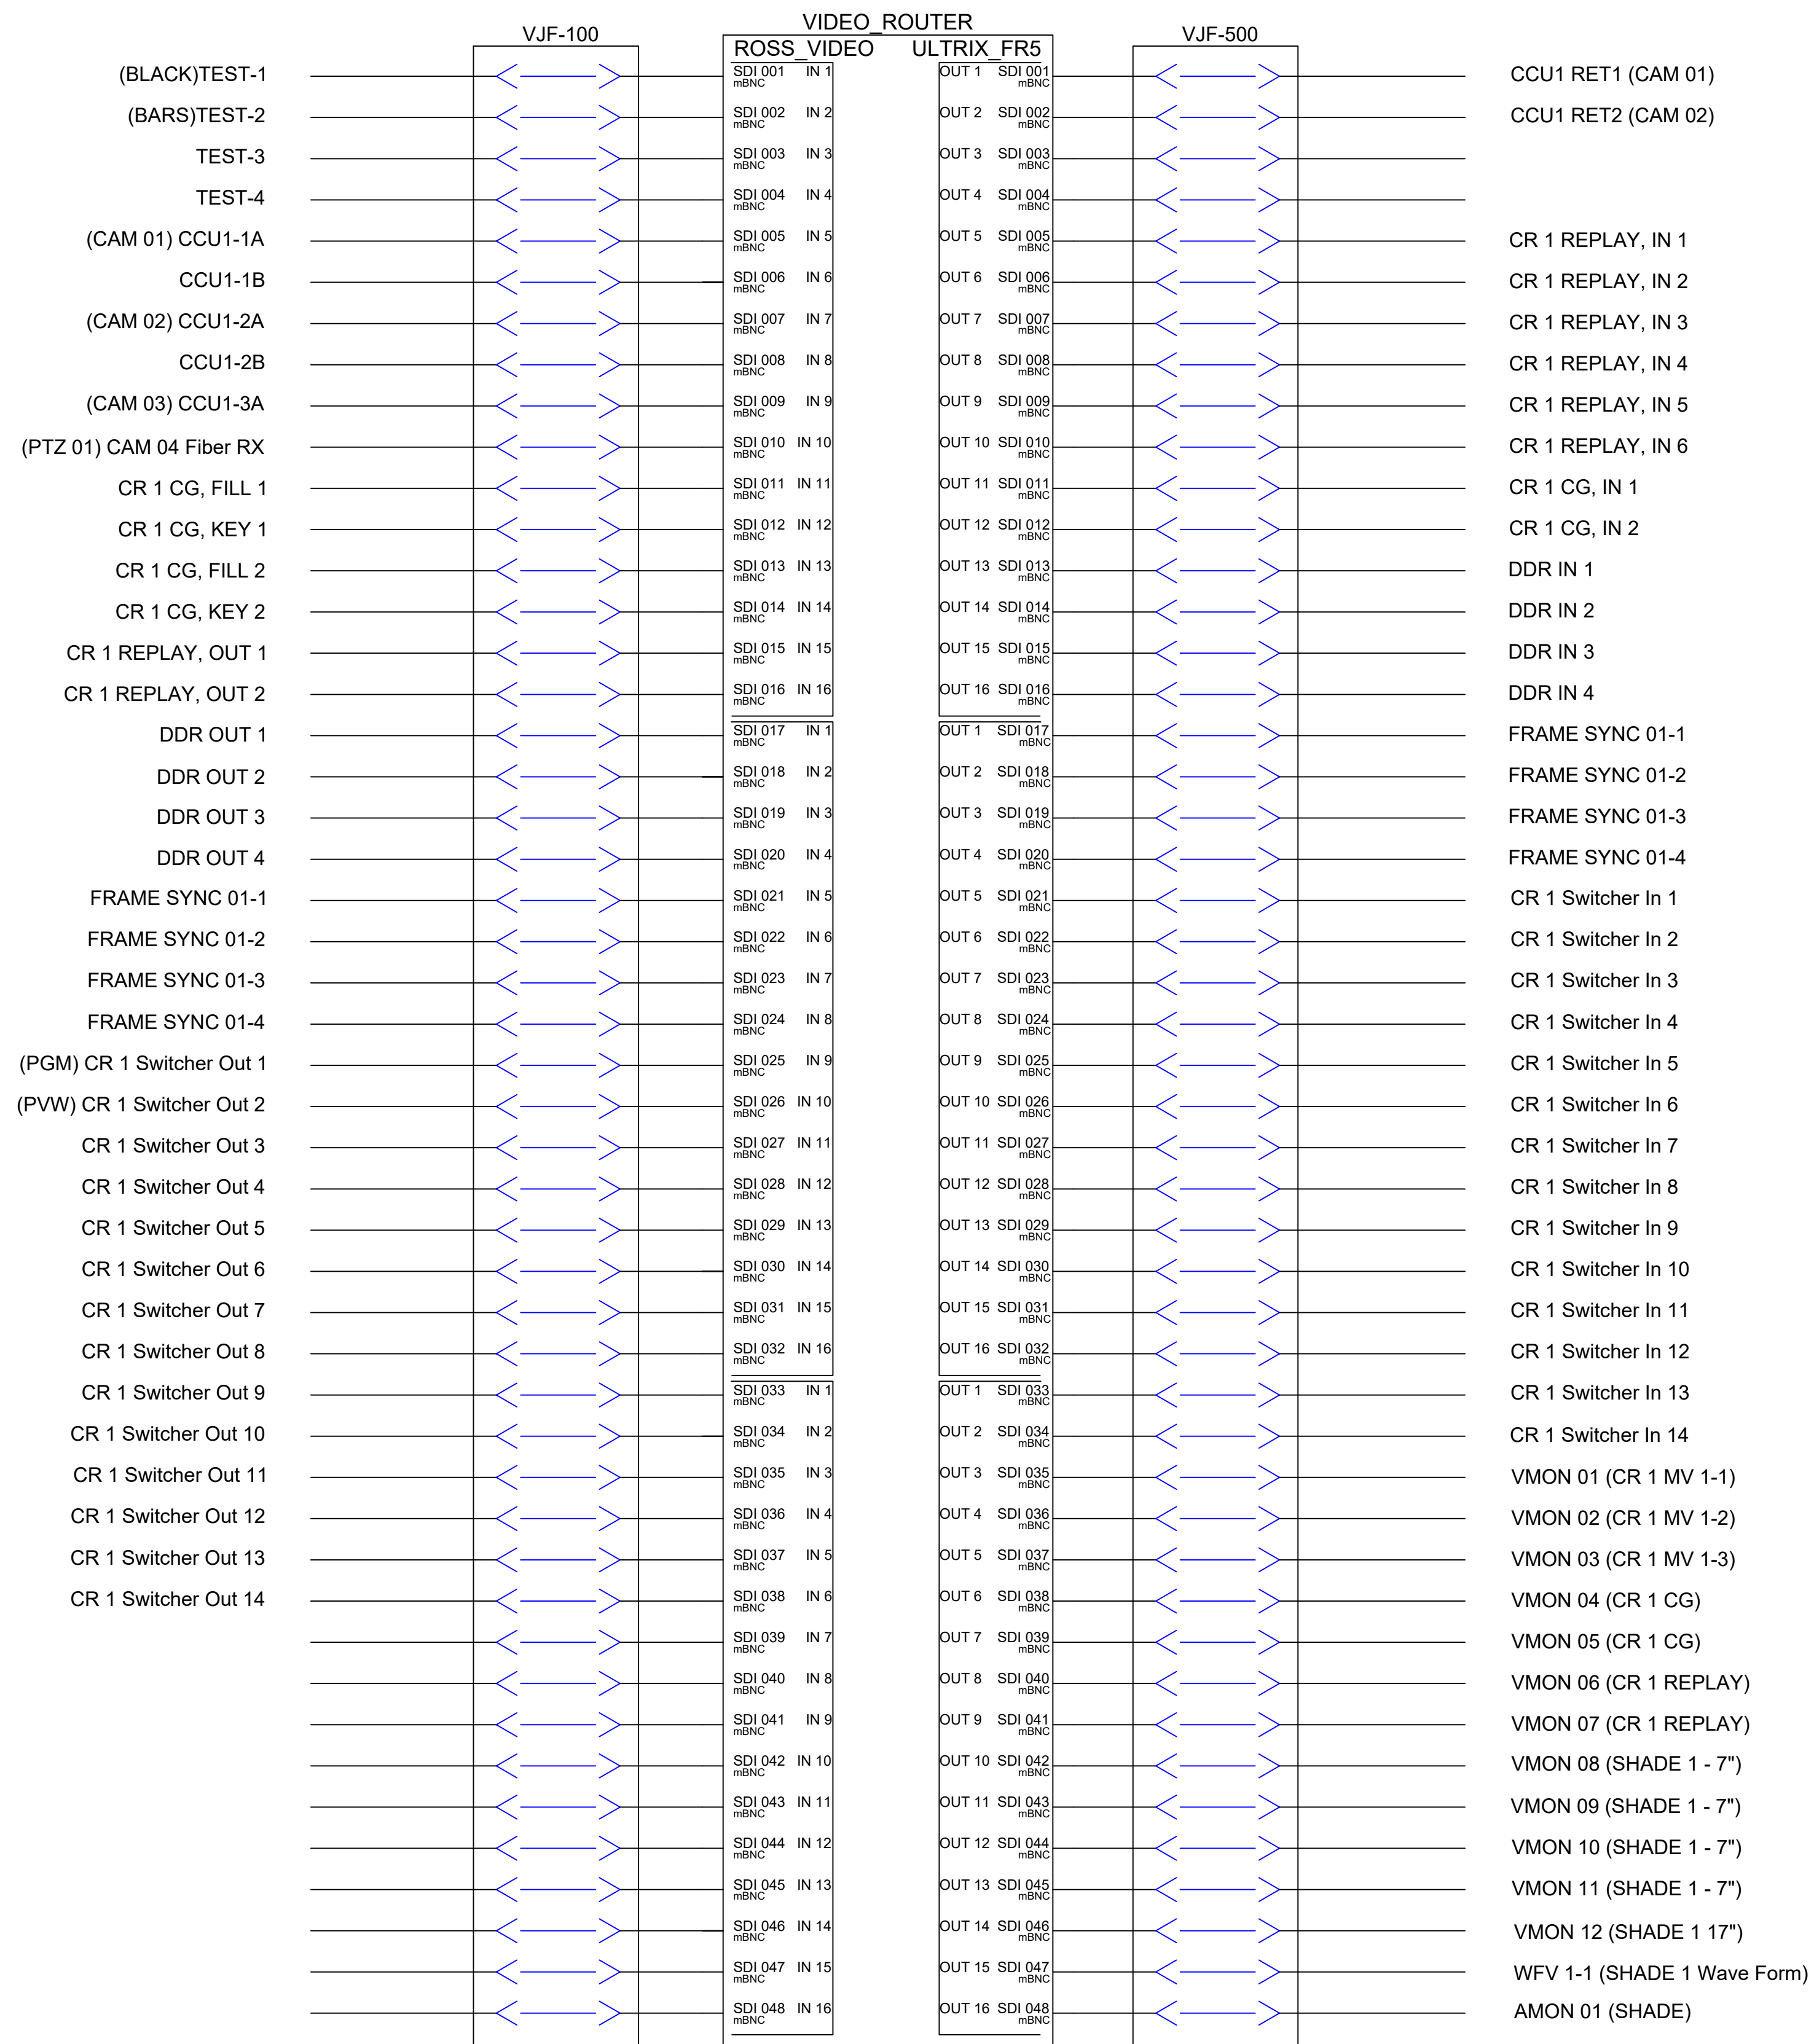 VIDEO_ROUTER
VJF-100 VJF-500
ROSS_VIDEO ULTRIX_FR5
(BLACK)TEST-1 SDI 001 IN 1 OUT 1 SDI 001 CCU1 RET1 (CAM 01)
mBNC mBNC
(BARS)TEST-2 SDI 002 IN 2 OUT 2 SDI 002 CCU1 RET2 (CAM 02)
mBNC mBNC
TEST-3 SDI 003 IN 3 OUT 3 SDI 003
mBNC mBNC
TEST-4 SDI 004 IN 4 OUT 4 SDI 004
mBNC mBNC
(CAM 01) CCU1-1A SDI 005 IN 5 OUT 5 SDI 005 CR 1 REPLAY, IN 1
mBNC mBNC
CCU1-1B SDI 006 IN 6 OUT 6 SDI 006 CR 1 REPLAY, IN 2
mBNC mBNC
(CAM 02) CCU1-2A SDI 007 IN 7 OUT 7 SDI 007 CR 1 REPLAY, IN 3
mBNC mBNC
CCU1-2B SDI 008 IN 8 OUT 8 SDI 008 CR 1 REPLAY, IN 4
mBNC mBNC
(CAM 03) CCU1-3A SDI 009 IN 9 OUT 9 SDI 009 CR 1 REPLAY, IN 5
mBNC mBNC
(PTZ 01) CAM 04 Fiber RX SDI 010 IN 10 OUT 10 SDI 010 CR 1 REPLAY, IN 6
mBNC mBNC
CR 1 CG, FILL 1 SDI 011 IN 11 OUT 11 SDI 011 CR 1 CG, IN 1
mBNC mBNC
CR 1 CG, KEY 1 SDI 012 IN 12 OUT 12 SDI 012 CR 1 CG, IN 2
mBNC mBNC
CR 1 CG, FILL 2 SDI 013 IN 13 OUT 13 SDI 013 DDR IN 1
mBNC mBNC
CR 1 CG, KEY 2 SDI 014 IN 14 OUT 14 SDI 014 DDR IN 2
mBNC mBNC
CR 1 REPLAY, OUT 1 SDI 015 IN 15 OUT 15 SDI 015 DDR IN 3
mBNC mBNC
CR 1 REPLAY, OUT 2 SDI 016 IN 16 OUT 16 SDI 016 DDR IN 4
mBNC mBNC
DDR OUT 1 SDI 017 IN 1 OUT 1 SDI 017 FRAME SYNC 01-1
mBNC mBNC
DDR OUT 2 SDI 018 IN 2 OUT 2 SDI 018 FRAME SYNC 01-2
mBNC mBNC
DDR OUT 3 SDI 019 IN 3 OUT 3 SDI 019 FRAME SYNC 01-3
mBNC mBNC
DDR OUT 4 SDI 020 IN 4 OUT 4 SDI 020 FRAME SYNC 01-4
mBNC mBNC
FRAME SYNC 01-1 SDI 021 IN 5 OUT 5 SDI 021 CR 1 Switcher In 1
mBNC mBNC
FRAME SYNC 01-2 SDI 022 IN 6 OUT 6 SDI 022 CR 1 Switcher In 2
mBNC mBNC
FRAME SYNC 01-3 SDI 023 IN 7 OUT 7 SDI 023 CR 1 Switcher In 3
mBNC mBNC
FRAME SYNC 01-4 SDI 024 IN 8 OUT 8 SDI 024 CR 1 Switcher In 4
mBNC mBNC
(PGM) CR 1 Switcher Out 1 SDI 025 IN 9 OUT 9 SDI 025 CR 1 Switcher In 5
mBNC mBNC
(PVW) CR 1 Switcher Out 2 SDI 026 IN 10 OUT 10 SDI 026 CR 1 Switcher In 6
mBNC mBNC
CR 1 Switcher Out 3 SDI 027 IN 11 OUT 11 SDI 027 CR 1 Switcher In 7
mBNC mBNC
CR 1 Switcher Out 4 SDI 028 IN 12 OUT 12 SDI 028 CR 1 Switcher In 8
mBNC mBNC
CR 1 Switcher Out 5 SDI 029 IN 13 OUT 13 SDI 029 CR 1 Switcher In 9
mBNC mBNC
CR 1 Switcher Out 6 SDI 030 IN 14 OUT 14 SDI 030 CR 1 Switcher In 10
mBNC mBNC
CR 1 Switcher Out 7 SDI 031 IN 15 OUT 15 SDI 031 CR 1 Switcher In 11
mBNC mBNC
CR 1 Switcher Out 8 SDI 032 IN 16 OUT 16 SDI 032 CR 1 Switcher In 12
mBNC mBNC
CR 1 Switcher Out 9 SDI 033 IN 1 OUT 1 SDI 033 CR 1 Switcher In 13
mBNC mBNC
CR 1 Switcher Out 10 SDI 034 IN 2 OUT 2 SDI 034 CR 1 Switcher In 14
mBNC mBNC
CR 1 Switcher Out 11 SDI 035 IN 3 OUT 3 SDI 035 VMON 01 (CR 1 MV 1-1)
mBNC mBNC
CR 1 Switcher Out 12 SDI 036 IN 4 OUT 4 SDI 036 VMON 02 (CR 1 MV 1-2)
mBNC mBNC
CR 1 Switcher Out 13 SDI 037 IN 5 OUT 5 SDI 037 VMON 03 (CR 1 MV 1-3)
mBNC mBNC
CR 1 Switcher Out 14 SDI 038 IN 6 OUT 6 SDI 038 VMON 04 (CR 1 CG)
mBNC mBNC
SDI 039 IN 7 OUT 7 SDI 039 VMON 05 (CR 1 CG)
mBNC mBNC
SDI 040 IN 8 OUT 8 SDI 040 VMON 06 (CR 1 REPLAY)
mBNC mBNC
SDI 041 IN 9 OUT 9 SDI 041 VMON 07 (CR 1 REPLAY)
mBNC mBNC
SDI 042 IN 10 OUT 10 SDI 042 VMON 08 (SHADE 1 - 7")
mBNC mBNC
SDI 043 IN 11 OUT 11 SDI 043 VMON 09 (SHADE 1 - 7")
mBNC mBNC
SDI 044 IN 12 OUT 12 SDI 044 VMON 10 (SHADE 1 - 7")
mBNC mBNC
SDI 045 IN 13 OUT 13 SDI 045 VMON 11 (SHADE 1 - 7")
mBNC mBNC
SDI 046 IN 14 OUT 14 SDI 046 VMON 12 (SHADE 1 17")
mBNC mBNC
SDI 047 IN 15 OUT 15 SDI 047 WFV 1-1 (SHADE 1 Wave Form)
mBNC mBNC
SDI 048 IN 16 OUT 16 SDI 048 AMON 01 (SHADE)
mBNC mBNC